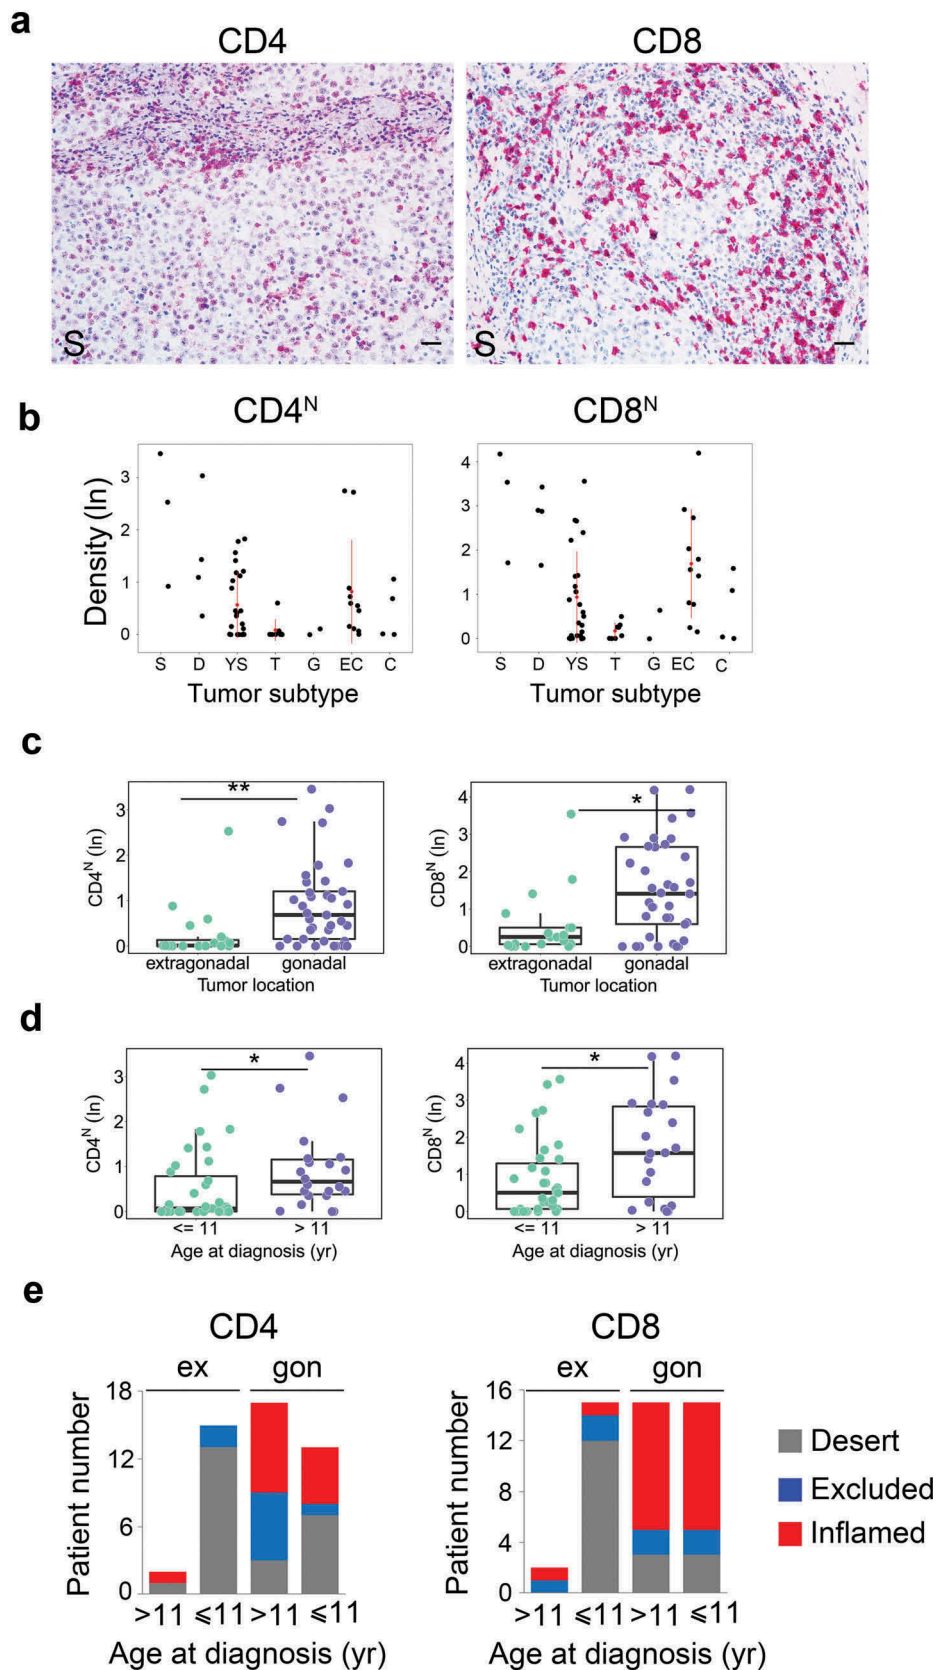 a
CD4 CD8
S S
b
CD4ᴺ CD8ᴺ
Density (ln)
3
2
1
0
S D YS T G EC C
Tumor subtype
4
3
2
1
0
S D YS T G EC C
Tumor subtype
c
CD4ᴺ (ln)
3
2
1
0
**
extragonadal gonadal
Tumor location
CD8ᴺ (ln)
4
3
2
1
0
*
extragonadal gonadal
Tumor location
d
CD4ᴺ (ln)
3
2
1
0
*
<= 11 > 11
Age at diagnosis (yr)
CD8ᴺ (ln)
4
3
2
1
0
*
<= 11 > 11
Age at diagnosis (yr)
e
CD4
ex gon
Patient number
18
12
6
0
>11 ⩽11 >11 ⩽11
Age at diagnosis (yr)
CD8
ex gon
Patient number
16
12
8
4
0
>11 ⩽11 >11 ⩽11
Age at diagnosis (yr)
Desert
Excluded
Inflamed